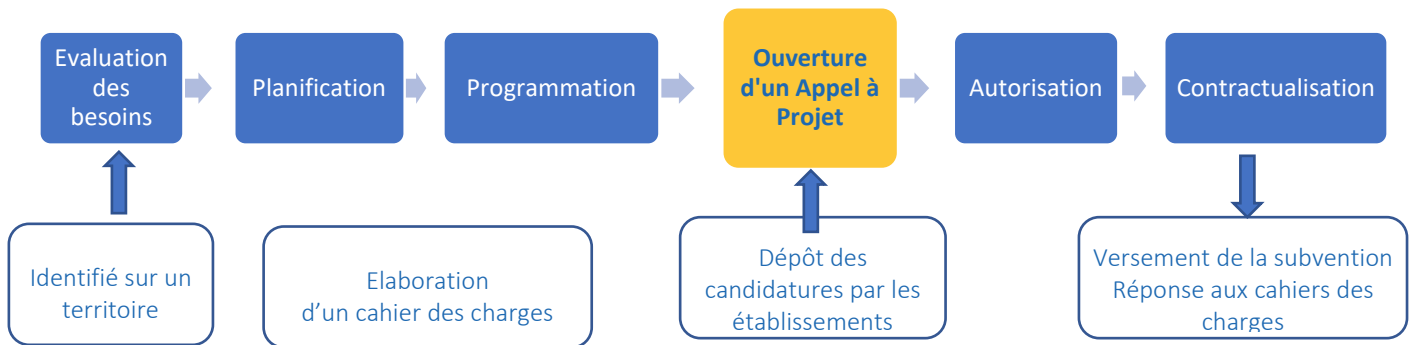 Evaluation
des
besoins
Planification
Programmation
Ouverture
d'un Appel à
Projet
Autorisation
Contractualisation
Identifié sur un
territoire
Elaboration
d’un cahier des charges
Dépôt des
candidatures par les
établissements
Versement de la subvention
Réponse aux cahiers des
charges